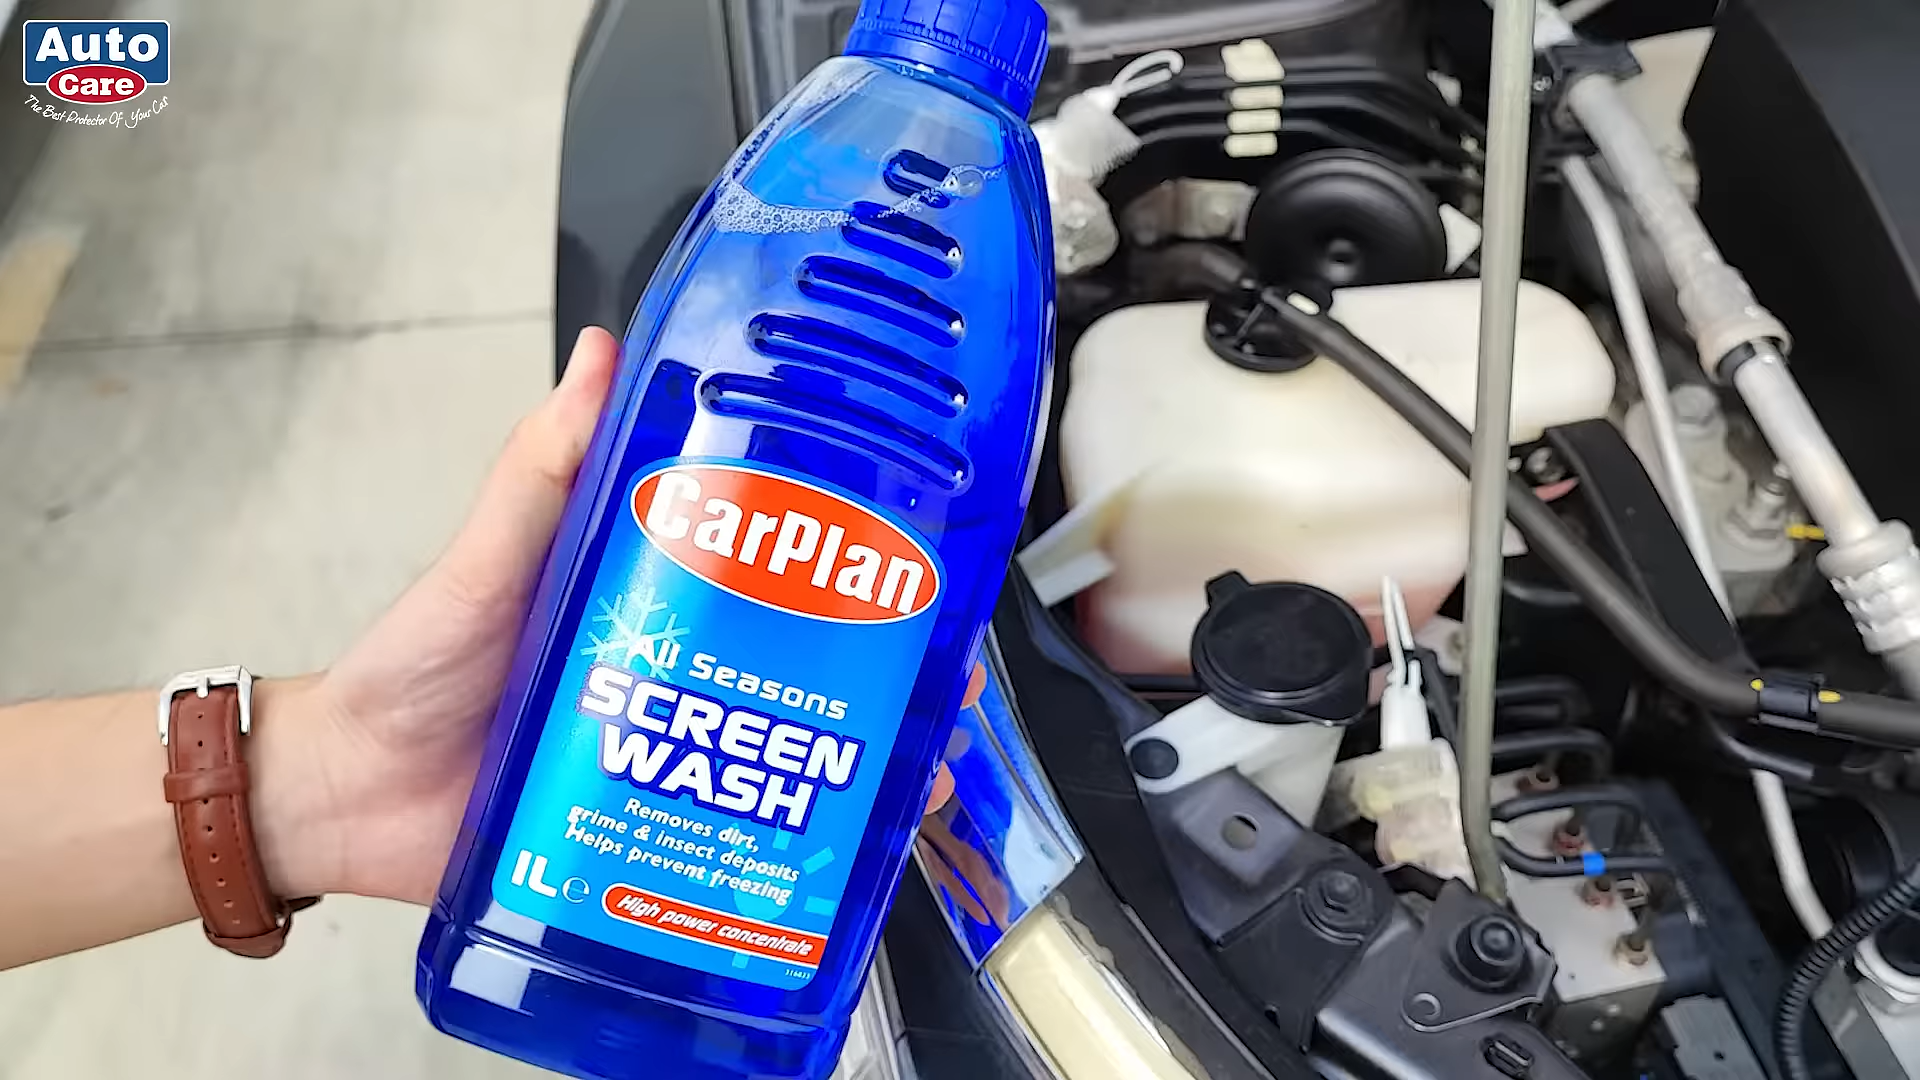 Auto
Care
The Best Protector Of Your Car
CarPlan
All Seasons
SCREEN
WASH
Removes dirt,
grime & insect deposits
Helps prevent freezing
1L e
High power concentrate